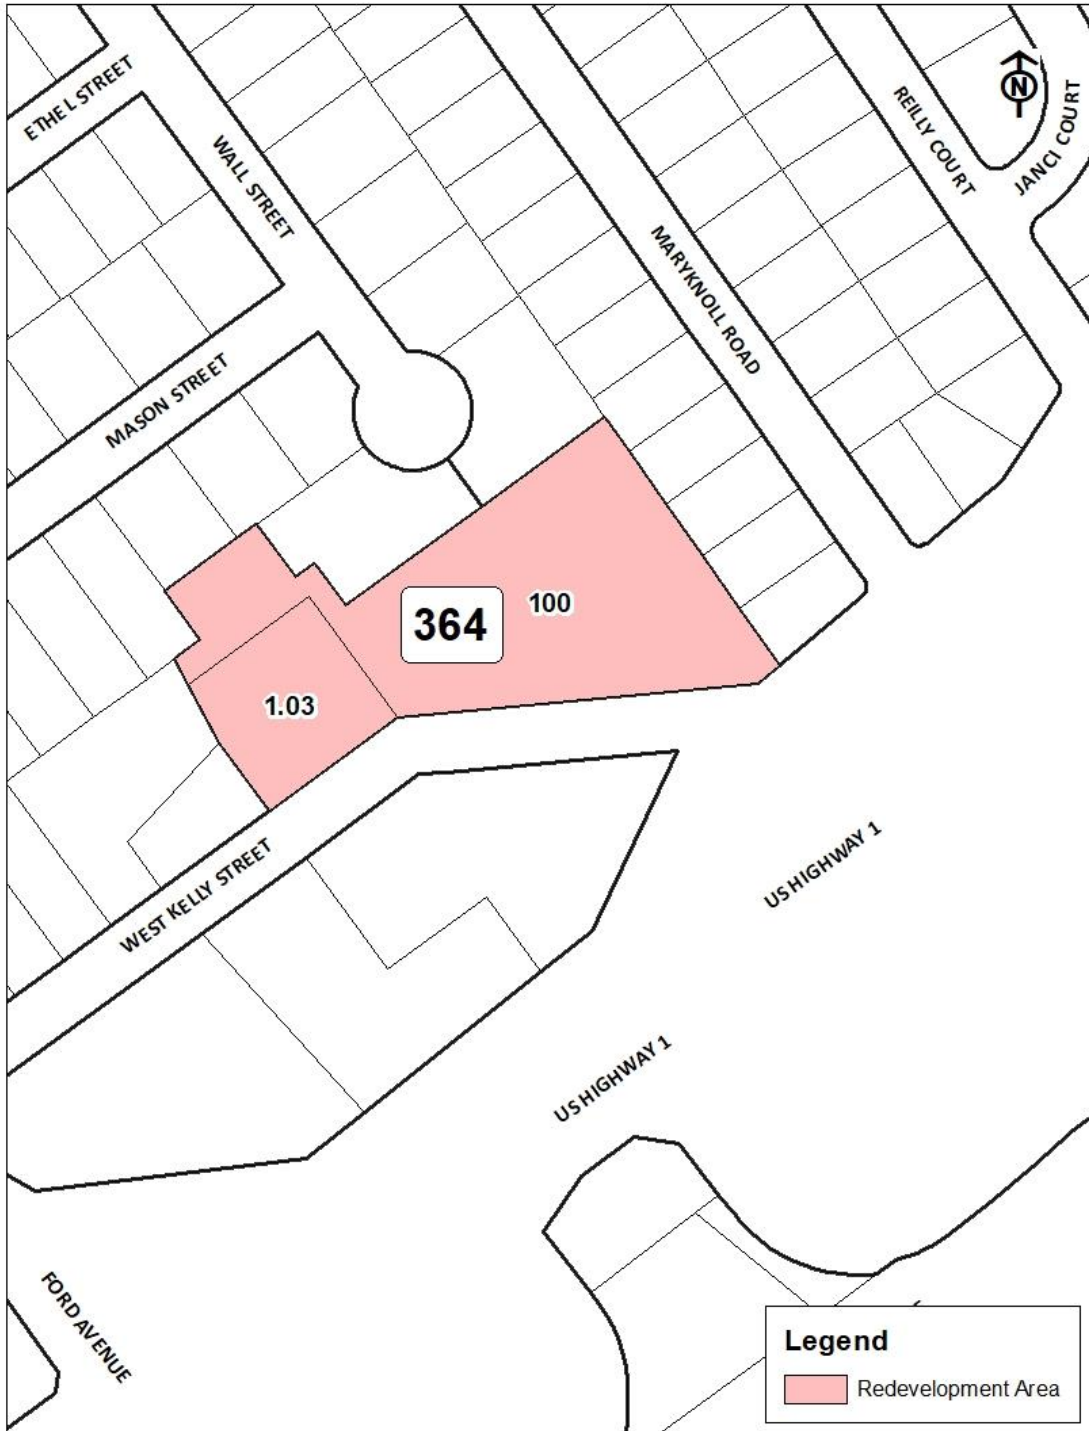 ETHEL STREET
WALL STREET
REILLY COURT
N
JANCI COURT
MARYKNOLL ROAD
MASON STREET
364
100
1.03
WEST KELLY STREET
US HIGHWAY 1
US HIGHWAY 1
FORD AVENUE
Legend
Redevelopment Area